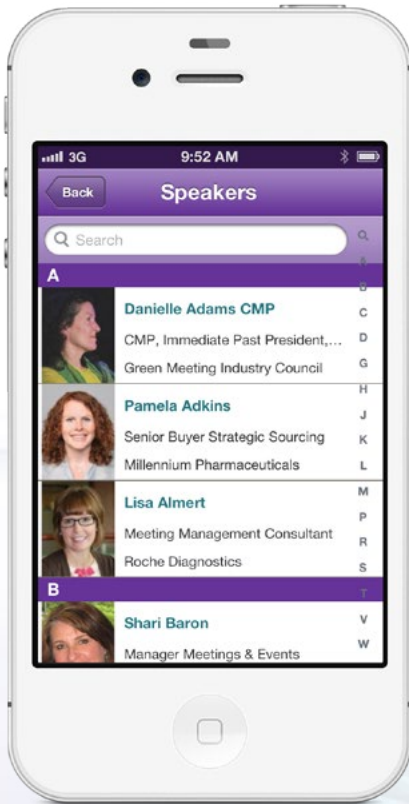 3G 9:52 AM
Back Speakers
Search
A
Danielle Adams CMP
CMP, Immediate Past President,...
Green Meeting Industry Council
Pamela Adkins
Senior Buyer Strategic Sourcing
Millennium Pharmaceuticals
Lisa Almert
Meeting Management Consultant
Roche Diagnostics
B
Shari Baron
Manager Meetings & Events
A
B
C
D
G
H
J
K
L
M
P
R
S
T
V
W